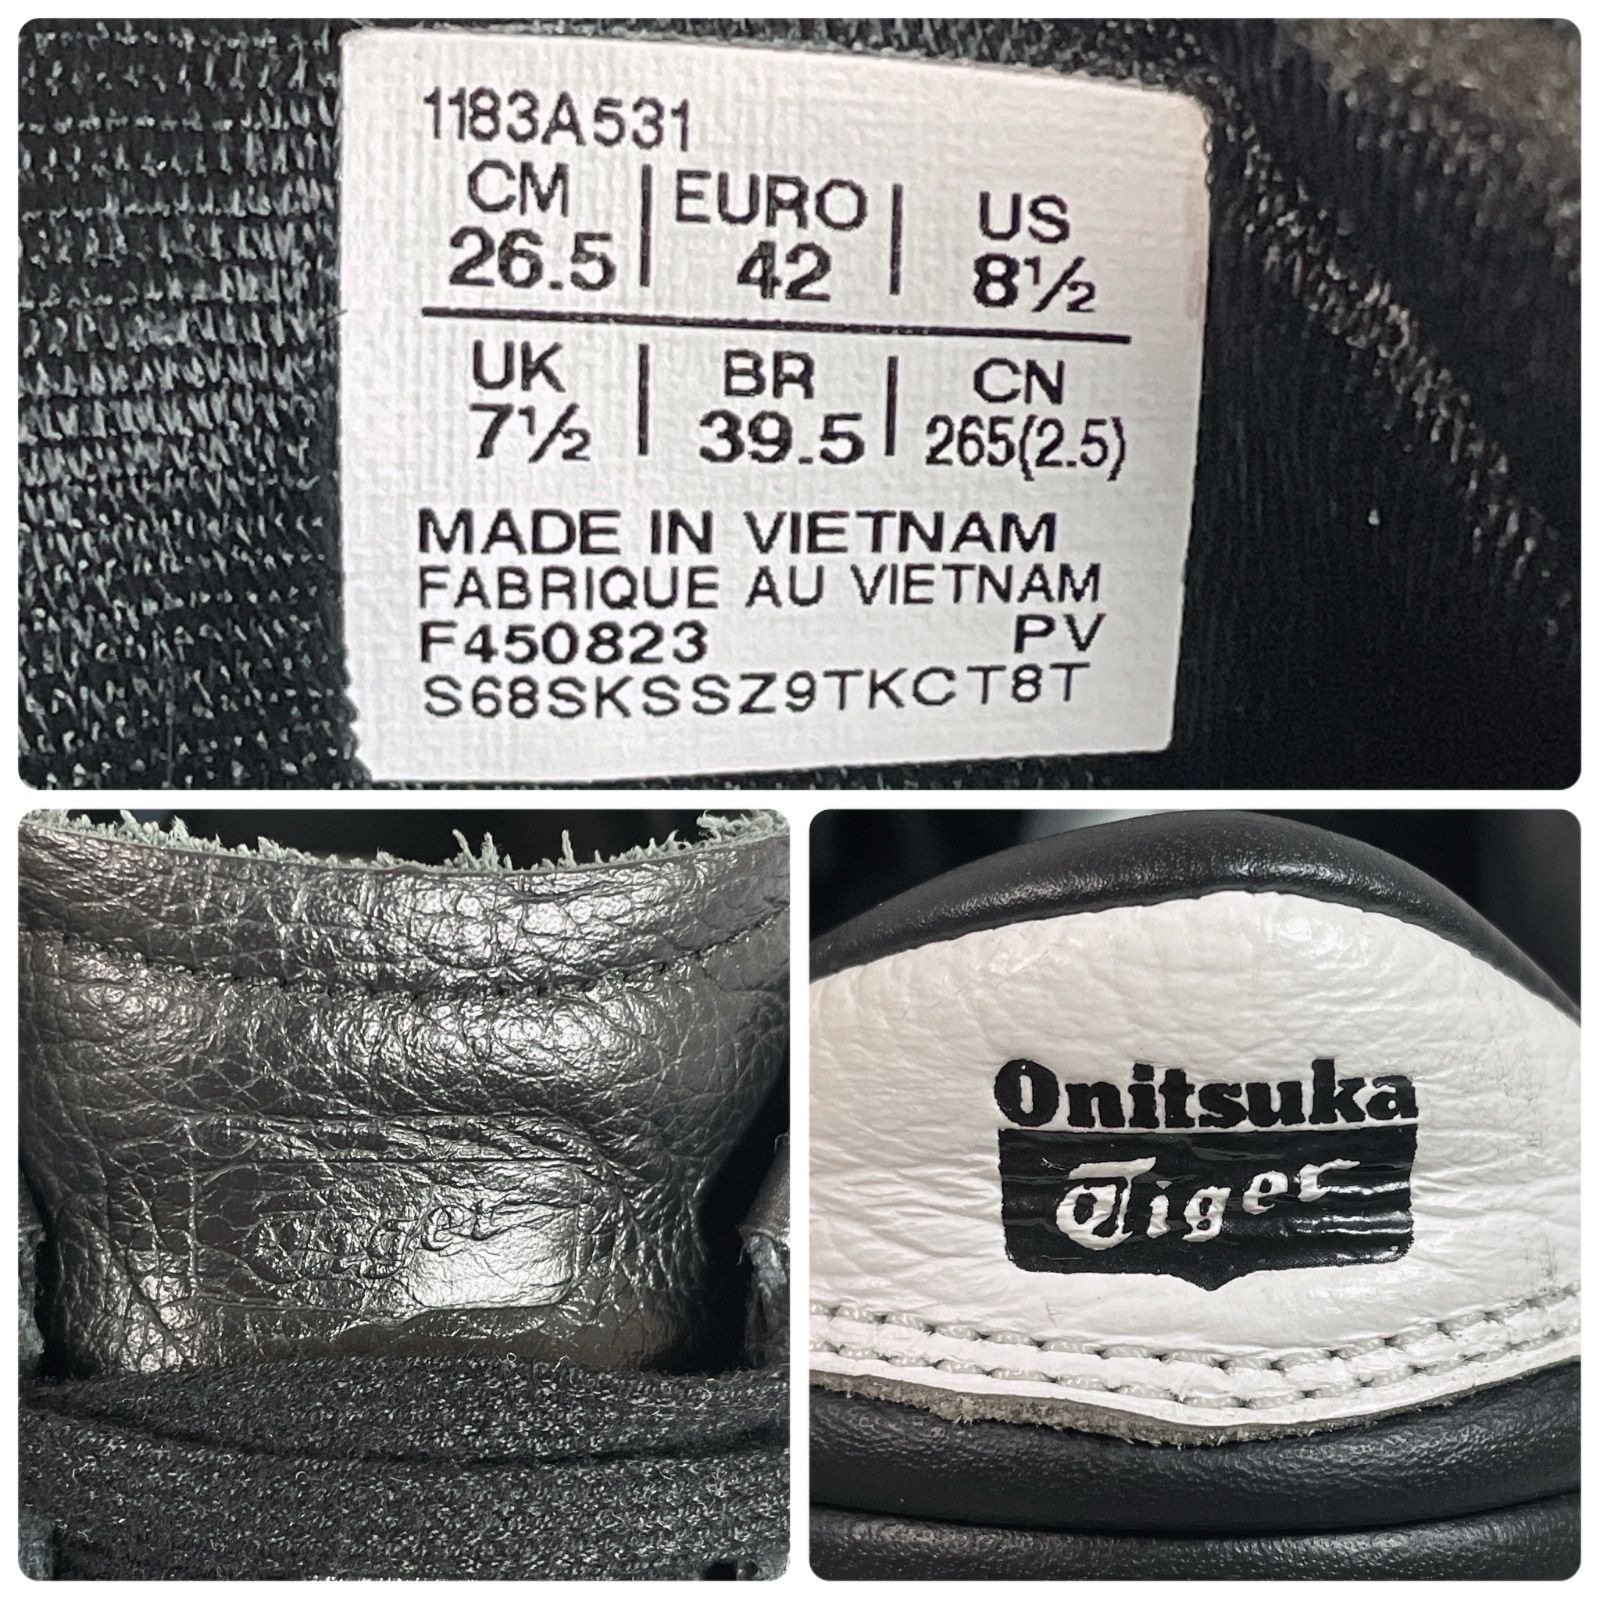 1183A531
CM | EURO | US
26.5 | 42 | 8½
UK | BR | CN
7½ | 39.5 | 265(2.5)
MADE IN VIETNAM
FABRIQUE AU VIETNAM
F450823 PV
S68SKSSZ9TKCT8T
Tiger
Onitsuka
Tiger